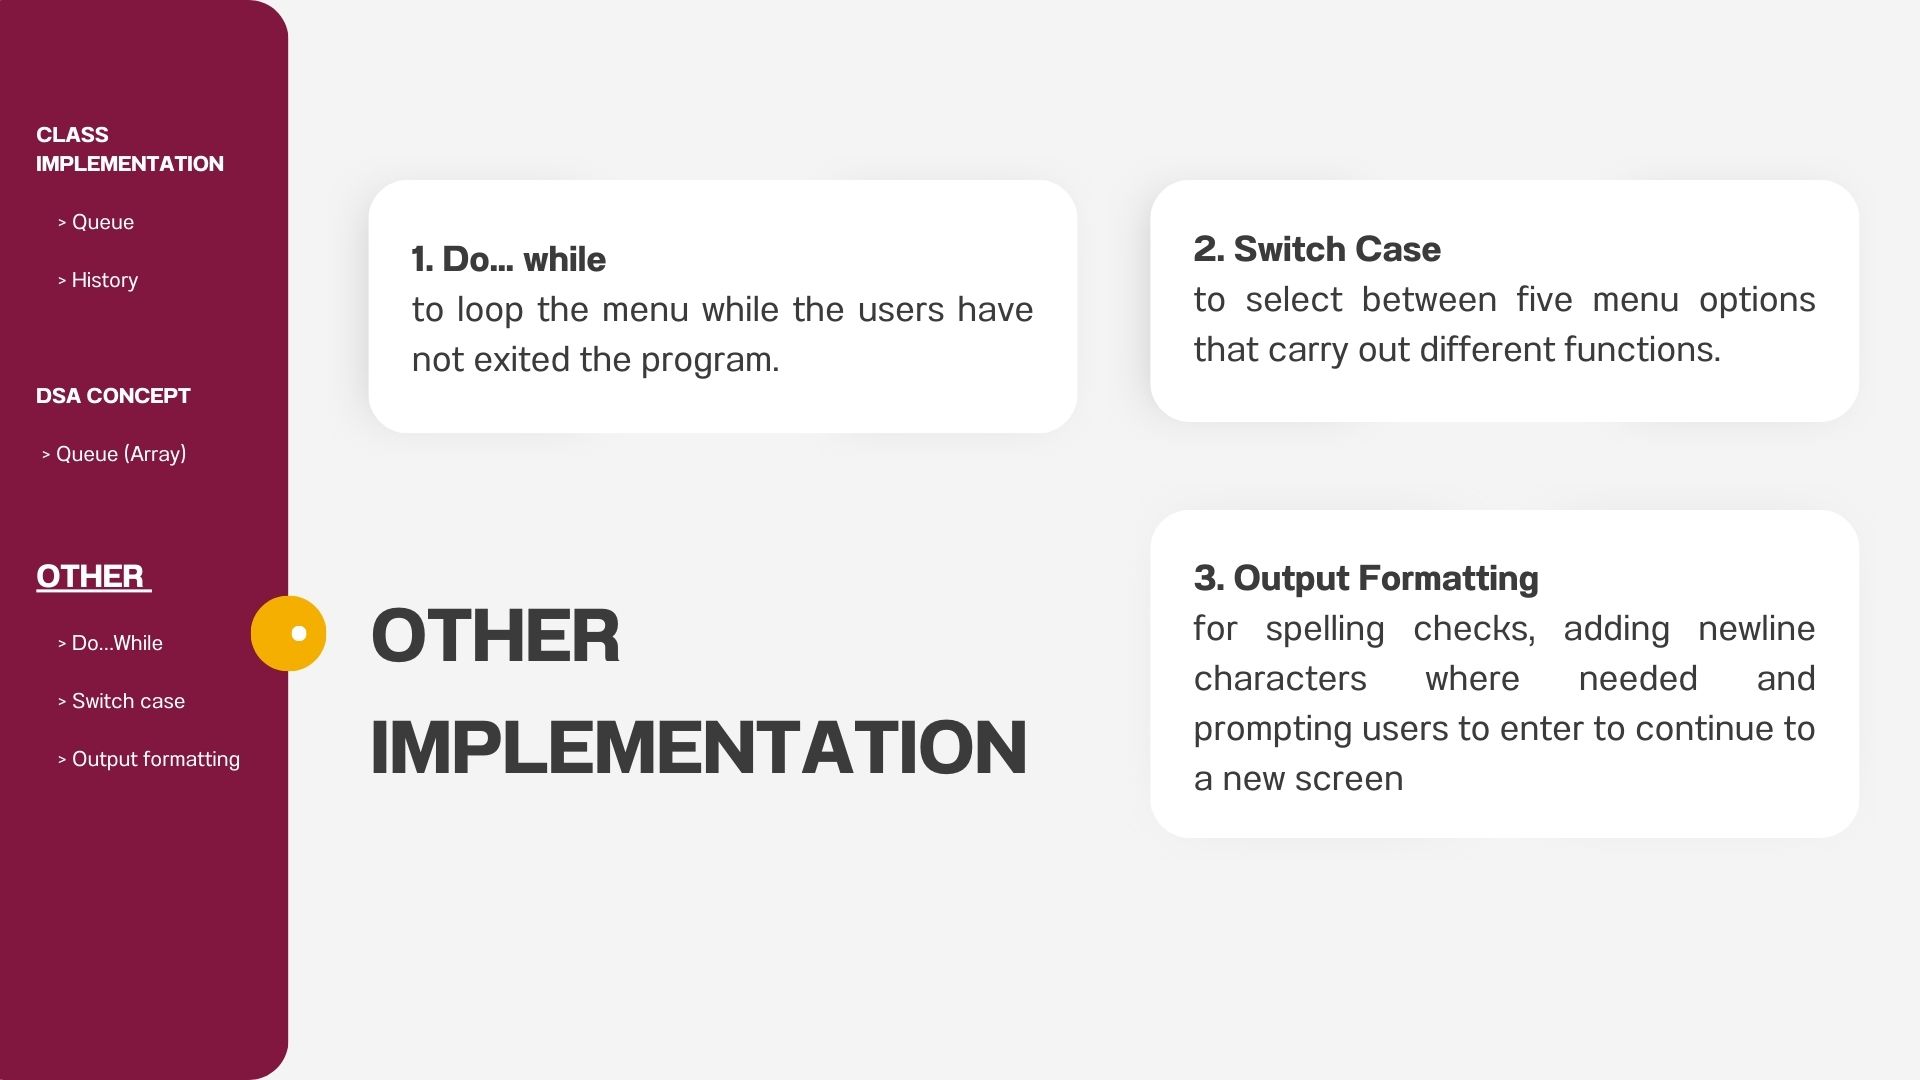 CLASS
IMPLEMENTATION
> Queue
> History
DSA CONCEPT
> Queue (Array)
OTHER
> Do...While
> Switch case
> Output formatting
1. Do... while
to loop the menu while the users have
not exited the program.
OTHER
IMPLEMENTATION
2. Switch Case
to select between five menu options
that carry out different functions.
3. Output Formatting
for spelling checks, adding newline
characters where needed and
prompting users to enter to continue to
a new screen